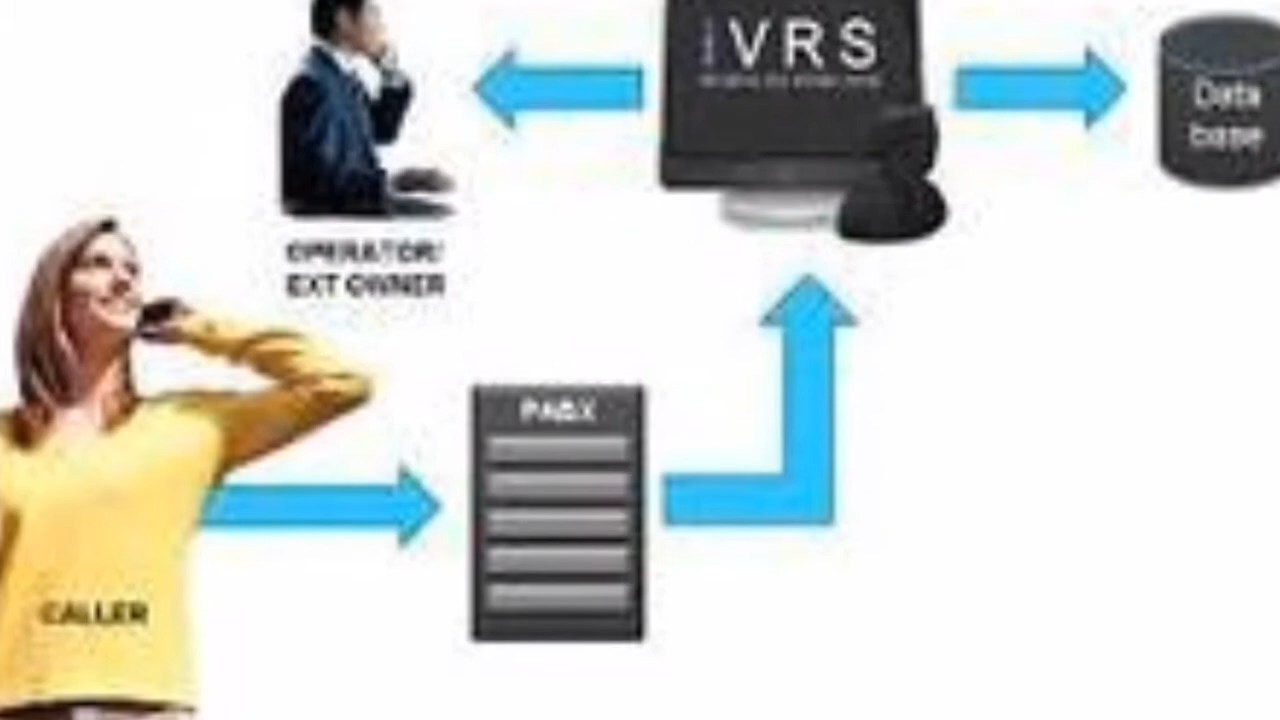 VRS
Data
base
OPERATOR/
EXT OWNER
PABX
CALLER